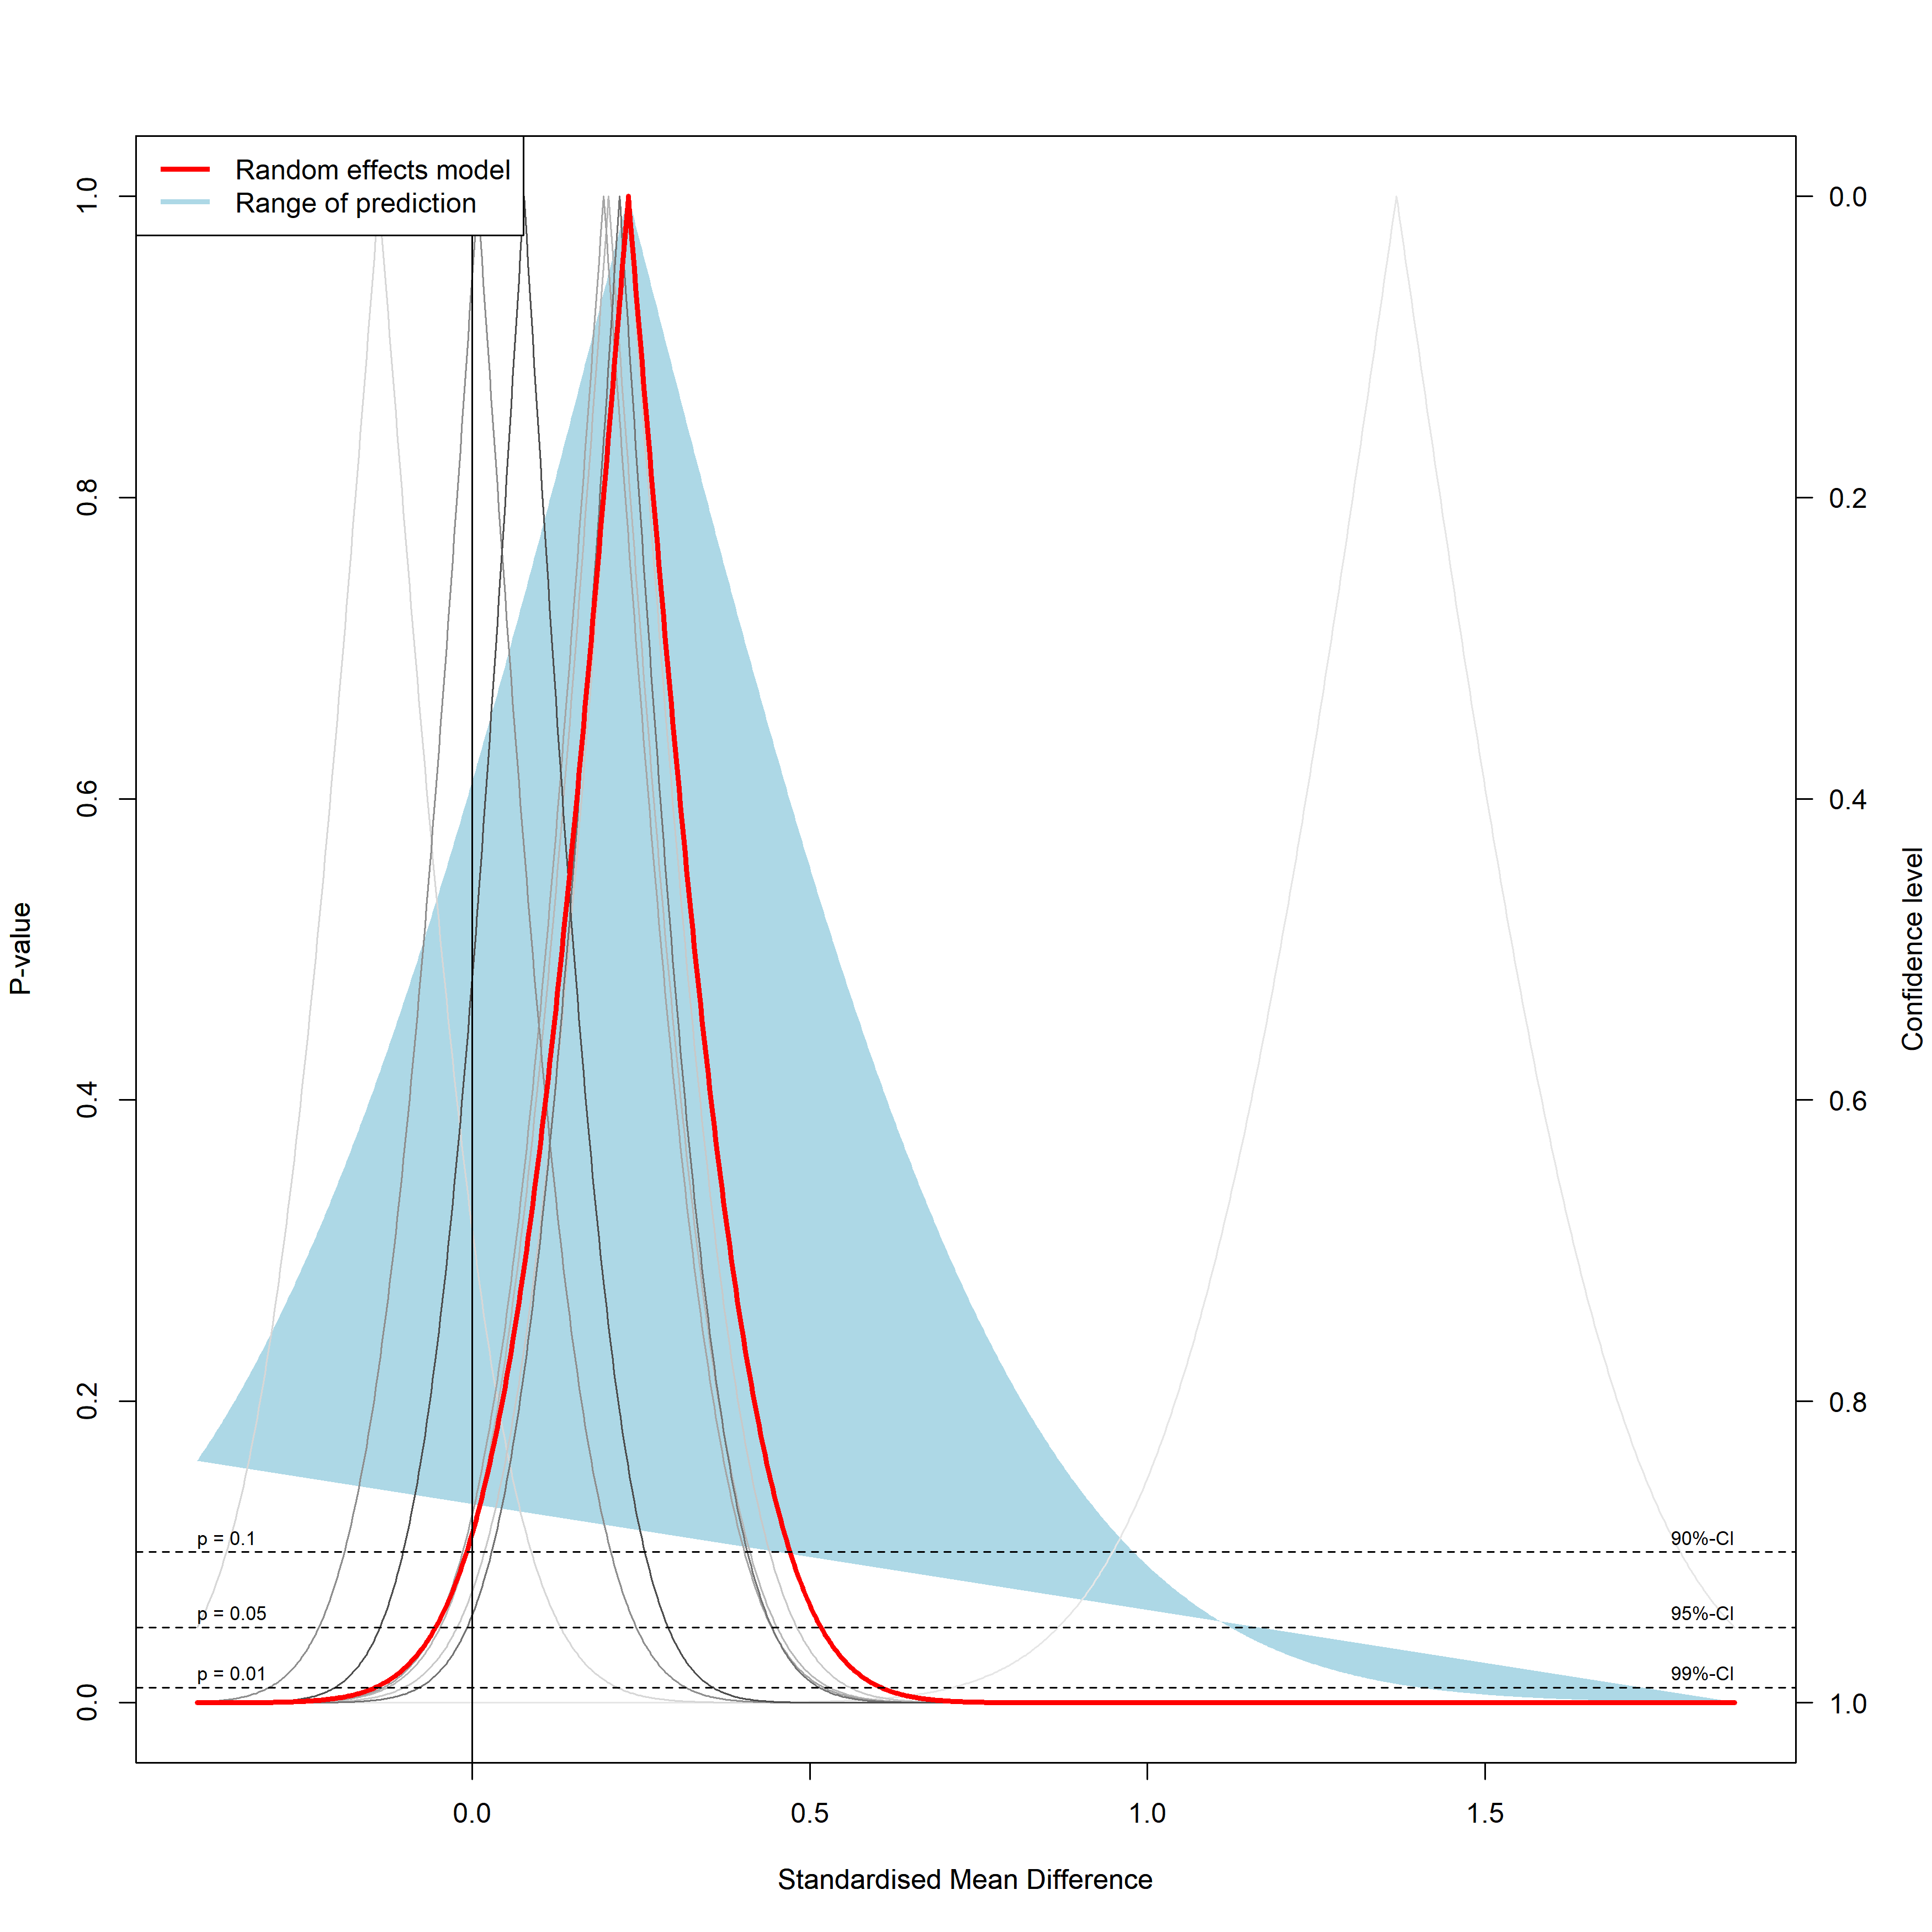 Random effects model
Range of prediction
1.0
0.8
0.6
0.4
0.2
0.0
P-value
0.0
0.2
0.4
0.6
0.8
1.0
Confidence level
p = 0.1
90%-CI
p = 0.05
95%-CI
p = 0.01
99%-CI
0.0
0.5
1.0
1.5
Standardised Mean Difference